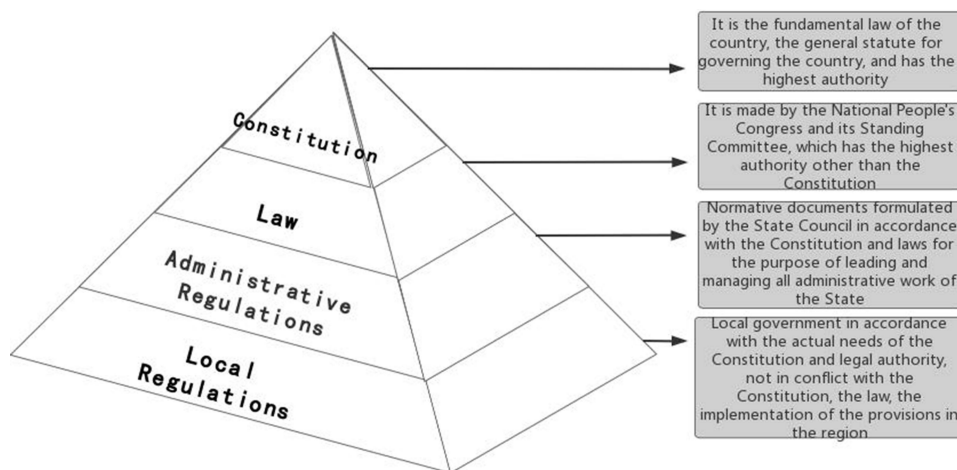 Constitution
Law
Administrative
Regulations
Local
Regulations
It is the fundamental law of the
country, the general statute for
governing the country, and has the
highest authority
It is made by the National People's
Congress and its Standing
Committee, which has the highest
authority other than the
Constitution
Normative documents formulated
by the State Council in accordance
with the Constitution and laws for
the purpose of leading and
managing all administrative work of
the State
Local government in accordance
with the actual needs of the
Constitution and legal authority,
not in conflict with the
Constitution, the law, the
implementation of the provisions in
the region